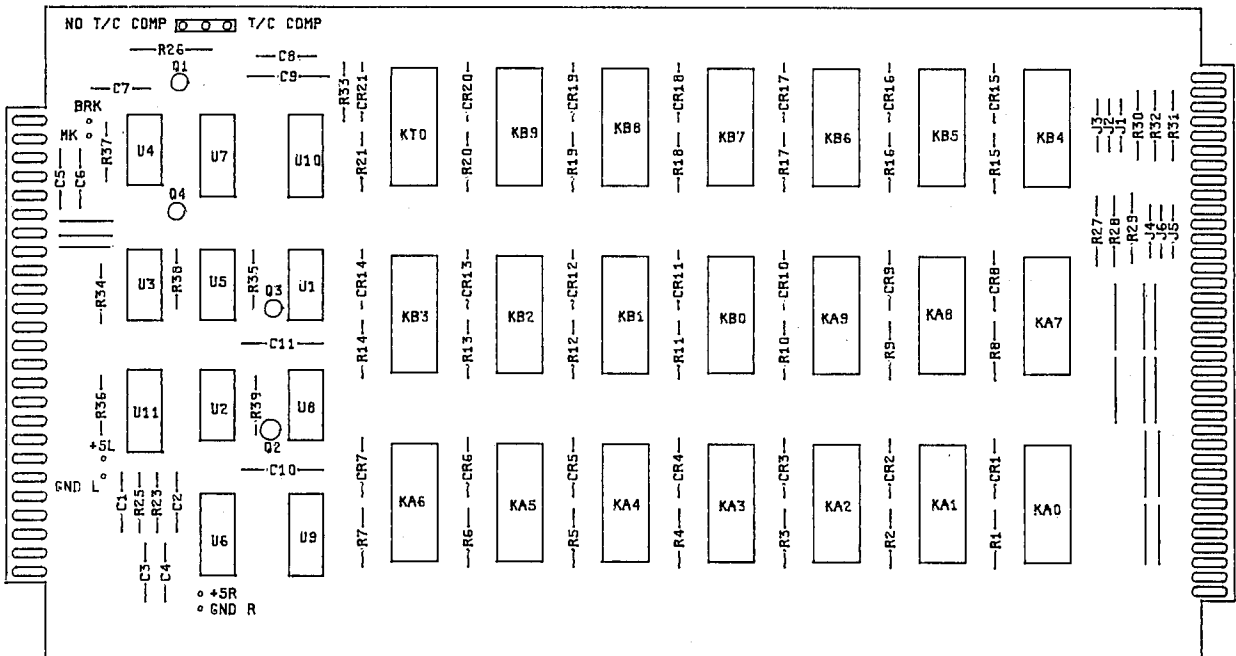 NO T/C COMP T/C COMP
R26
C8
Q1
C9
C7
BRK
MK
R37
C5
C6
U4
U7
U10
Q4
R33
CR21
R21
KT0
CR20
R20
KB9
CR19
R19
KB8
CR18
R18
KB7
CR17
R17
KB6
CR16
R16
KB5
CR15
R15
KB4
J3
J2
J1
R30
R32
R31
R27
R28
R29
J4
J6
J5
R34
U3
R38
U5
R35
Q3
U1
C11
CR14
R14
KB3
CR13
R13
KB2
CR12
R12
KB1
CR11
R11
KB0
CR10
R10
KA9
CR9
R9
KA8
CR8
R8
KA7
R36
U11
U2
R39
U8
Q2
+5L
GND L
C10
C1
R25
R23
C2
C3
C4
U6
U9
+5R
GND R
CR7
R7
KA6
CR6
R6
KA5
CR5
R5
KA4
CR4
R4
KA3
CR3
R3
KA2
CR2
R2
KA1
CR1
R1
KA0